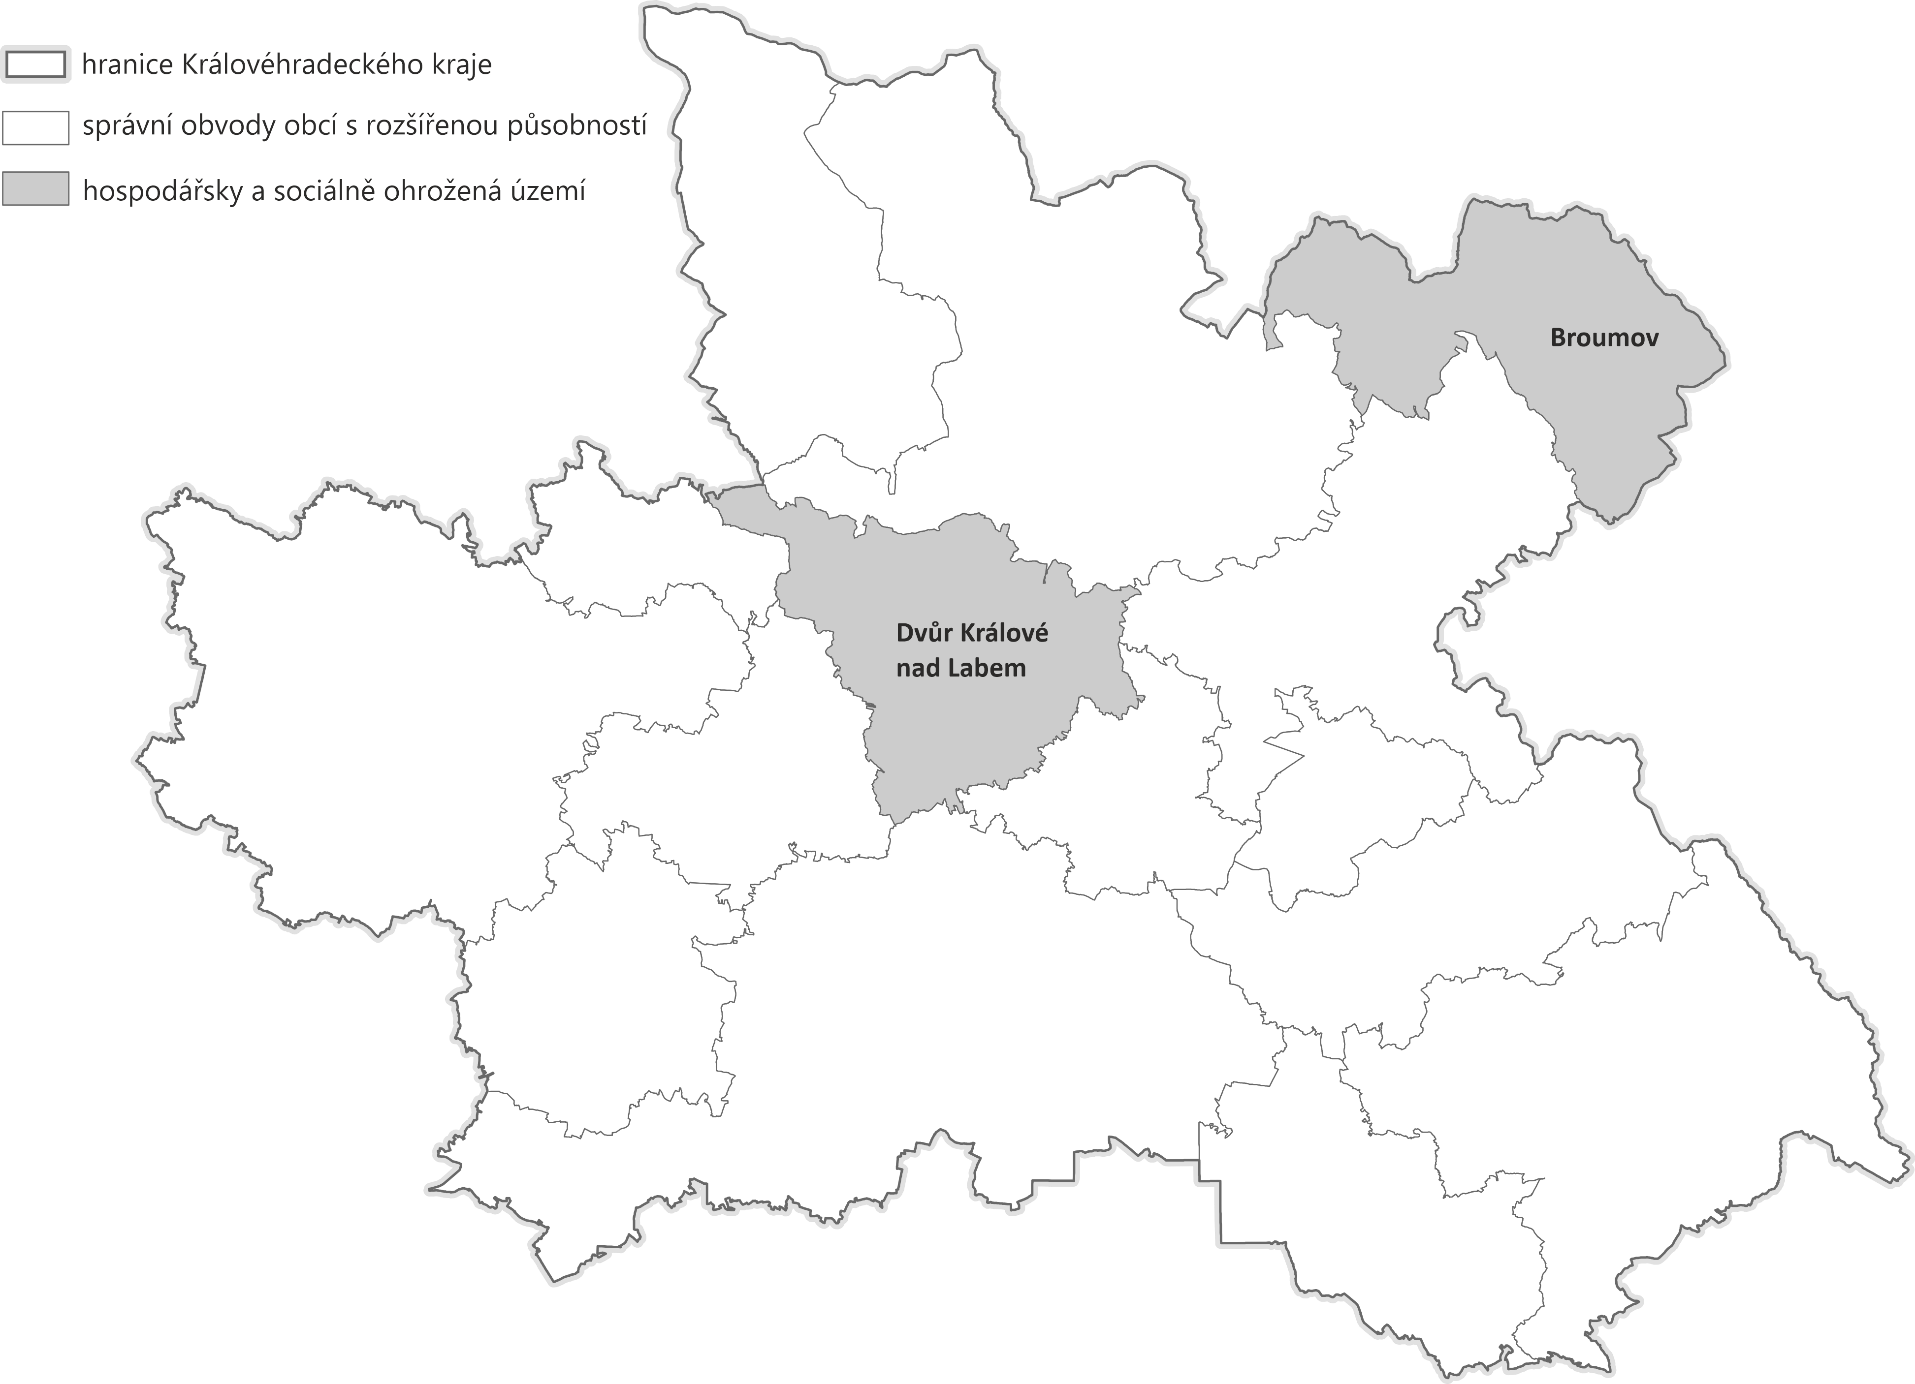 hranice Královéhradeckého kraje
správní obvody obcí s rozšířenou působností
hospodářsky a sociálně ohrožená území
Broumov
Dvůr Králové
nad Labem